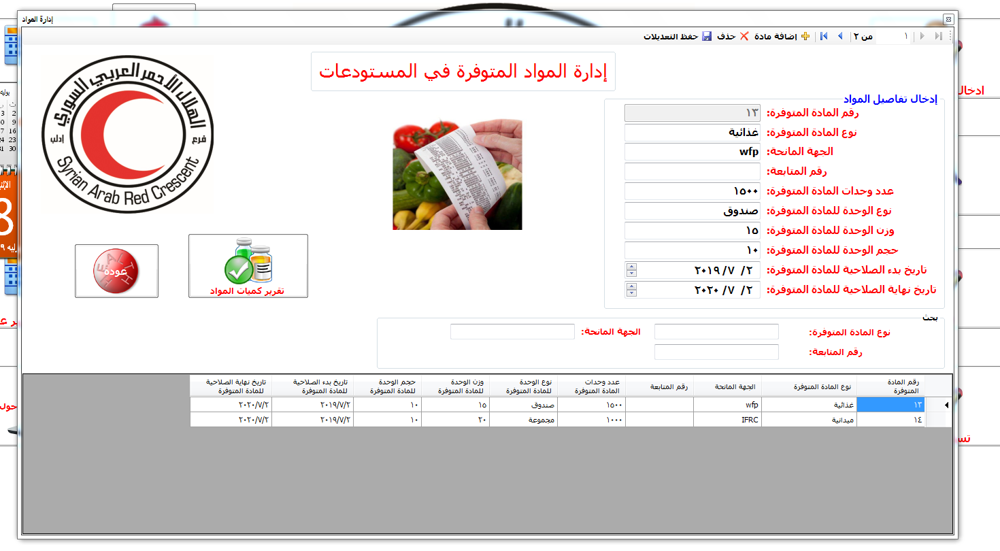 إدارة المواد
١ من ٢ إضافة مادة حذف حفظ التعديلات
إدارة المواد المتوفرة في المستودعات
الهلال الأحمر العربي السوري
فرع إدلب
Syrian Arab Red Crescent
إدخال تفاصيل المواد
رقم المادة المتوفرة: ١٣
نوع المادة المتوفرة: غذائية
الجهة المانحة: wfp
رقم المتابعة:
عدد وحدات المادة المتوفرة: ١٥٠٠
نوع الوحدة للمادة المتوفرة: صندوق
وزن الوحدة للمادة المتوفرة: ١٥
حجم الوحدة للمادة المتوفرة: ١٠
تاريخ بدء الصلاحية للمادة المتوفرة: ٢ /٧ /٢٠١٩
تاريخ نهاية الصلاحية للمادة المتوفرة: ٢ /٧ /٢٠٢٠
تقرير كميات المواد
عودة
بحث
نوع المادة المتوفرة: الجهة المانحة:
رقم المتابعة:
رقم المادة المتوفرة نوع المادة المتوفرة الجهة المانحة رقم المتابعة عدد وحدات المادة المتوفرة نوع الوحدة للمادة المتوفرة وزن الوحدة للمادة المتوفرة حجم الوحدة للمادة المتوفرة تاريخ بدء الصلاحية للمادة المتوفرة تاريخ نهاية الصلاحية للمادة المتوفرة
١٣ غذائية wfp ١٥٠٠ صندوق ١٥ ١٠ ٢٠١٩/٧/٢ ٢٠٢٠/٧/٢
١٤ ميدانية IFRC ١٠٠٠ مجموعة ٢٠ ١٠ ٢٠١٩/٧/٢ ٢٠٢٠/٧/٢